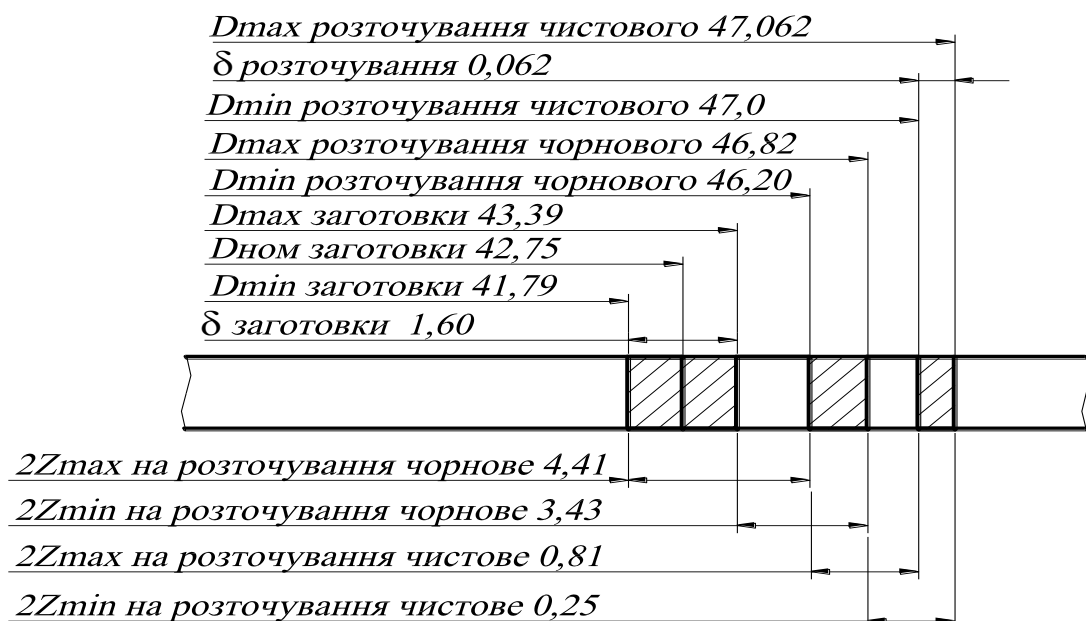 Dmax розточування чистового 47,062
δ розточування 0,062
Dmin розточування чистового 47,0
Dmax розточування чорнового 46,82
Dmin розточування чорнового 46,20
Dmax заготовки 43,39
Dном заготовки 42,75
Dmin заготовки 41,79
δ заготовки 1,60
2Zmax на розточування чорнове 4,41
2Zmin на розточування чорнове 3,43
2Zmax на розточування чистове 0,81
2Zmin на розточування чистове 0,25